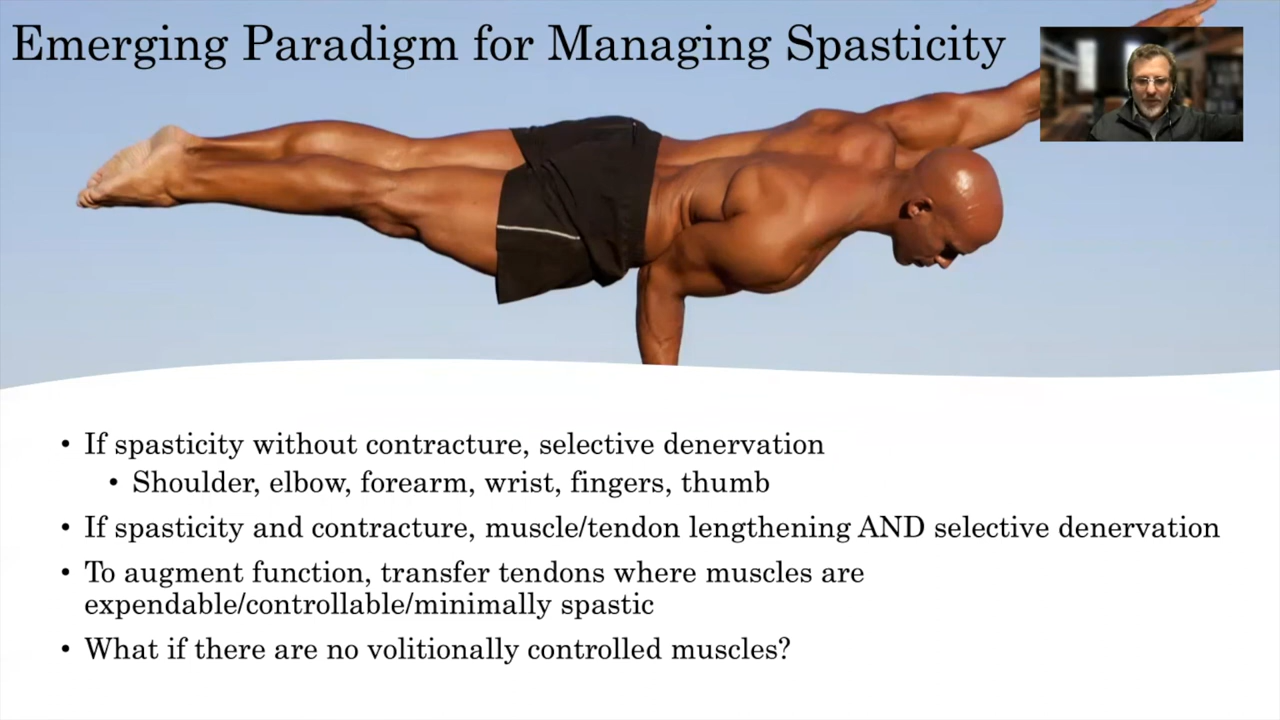 Emerging Paradigm for Managing Spasticity
• If spasticity without contracture, selective denervation
• Shoulder, elbow, forearm, wrist, fingers, thumb
• If spasticity and contracture, muscle/tendon lengthening AND selective denervation
• To augment function, transfer tendons where muscles are
expendable/controllable/minimally spastic
• What if there are no volitionally controlled muscles?